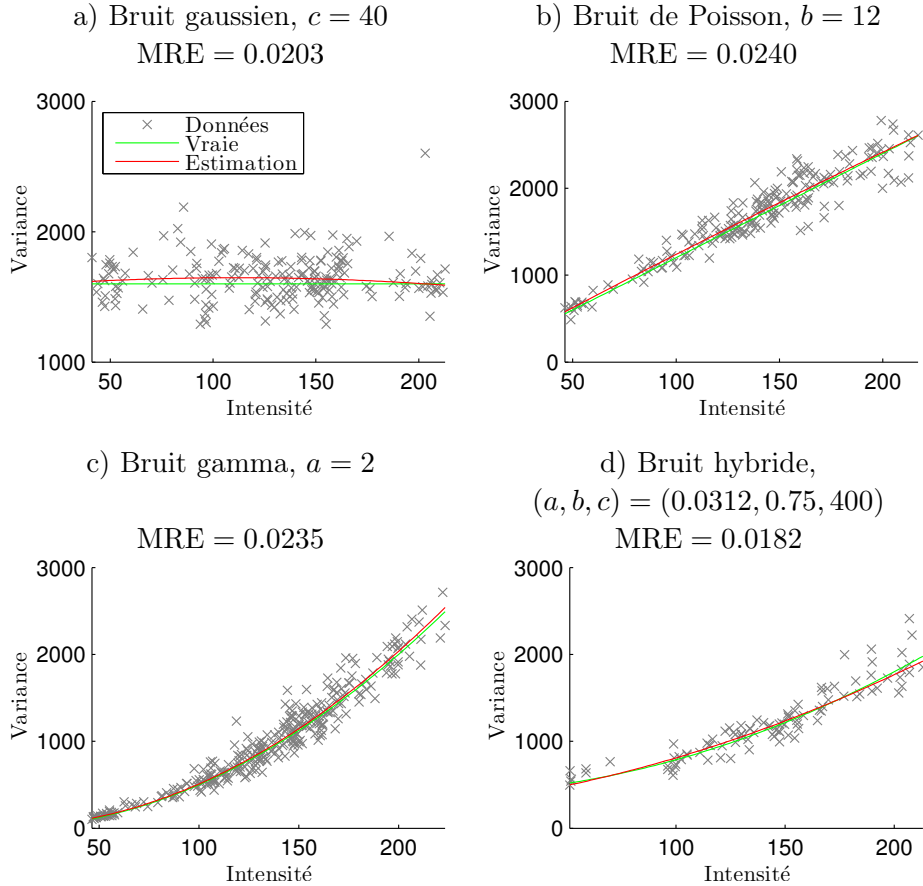 a) Bruit gaussien, c = 40
MRE = 0.0203
3000
2000
1000
Variance
50
100
150
200
Intensité
Données
Vraie
Estimation
b) Bruit de Poisson, b = 12
MRE = 0.0240
3000
2000
1000
0
Variance
50
100
150
200
Intensité
c) Bruit gamma, a = 2
MRE = 0.0235
3000
2000
1000
0
Variance
50
100
150
200
Intensité
d) Bruit hybride,
(a, b, c) = (0.0312, 0.75, 400)
MRE = 0.0182
3000
2000
1000
0
Variance
100
150
200
Intensité